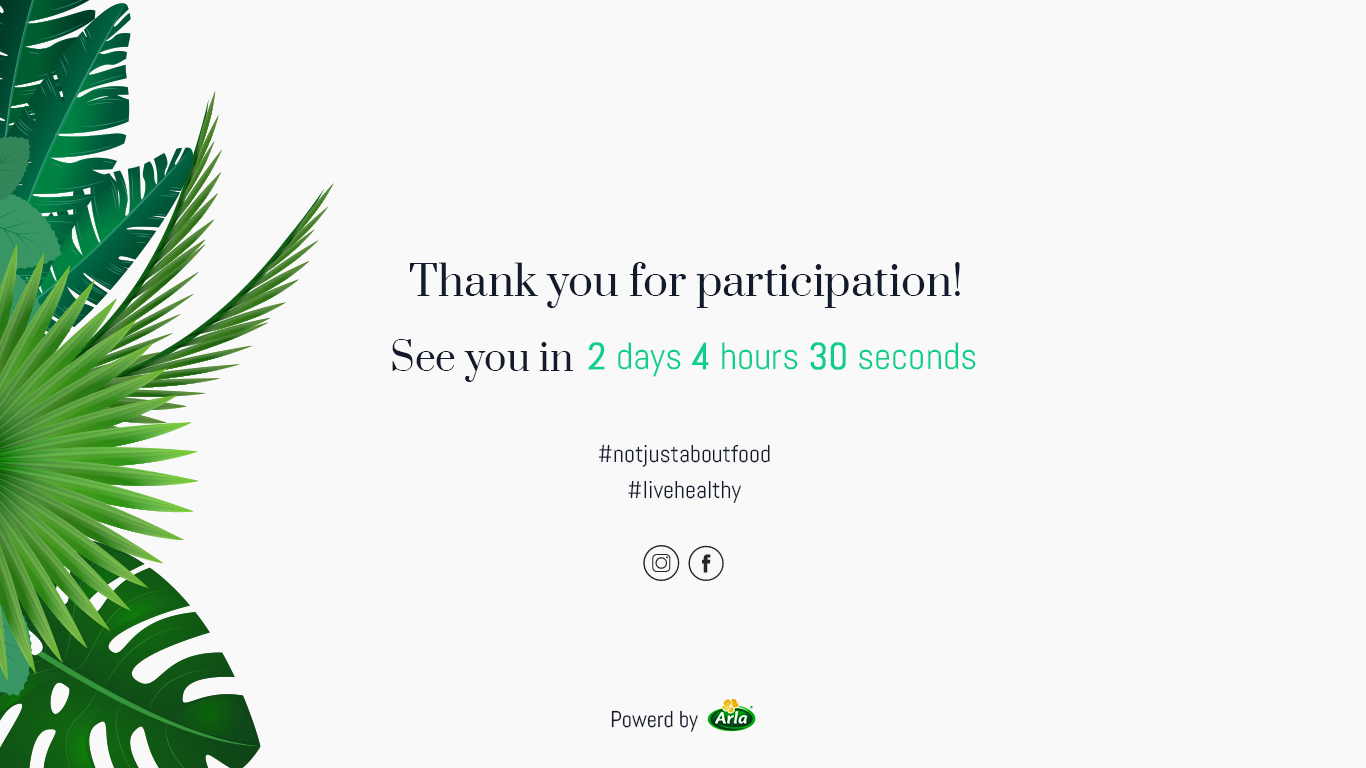 Thank you for participation!
See you in 2 days 4 hours 30 seconds
#notjustaboutfood
#livehealthy
Powerd by Arla